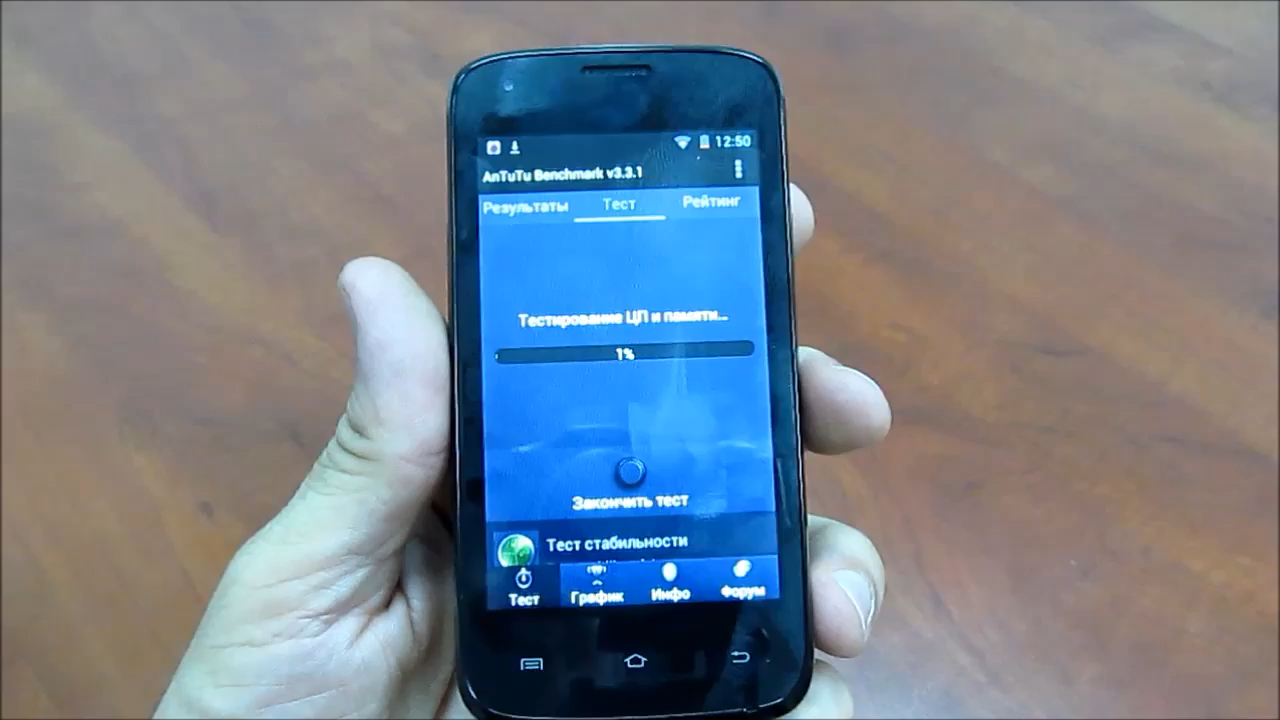 12:50
AnTuTu Benchmark v3.3.1
Результаты Тест Рейтинг
Тестирование ЦП и памяти...
1%
Закончить тест
Тест стабильности
Тест График Инфо Форум